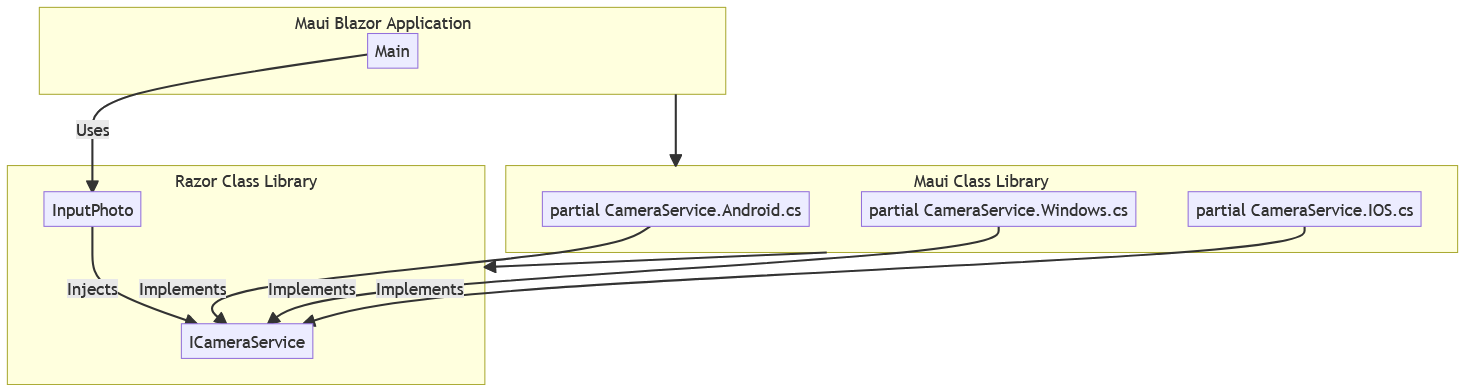 Maui Blazor Application
Main
Uses
Razor Class Library
Maui Class Library
InputPhoto
partial CameraService.Android.cs
partial CameraService.Windows.cs
partial CameraService.IOS.cs
Injects
Implements
Implements
Implements
ICameraService